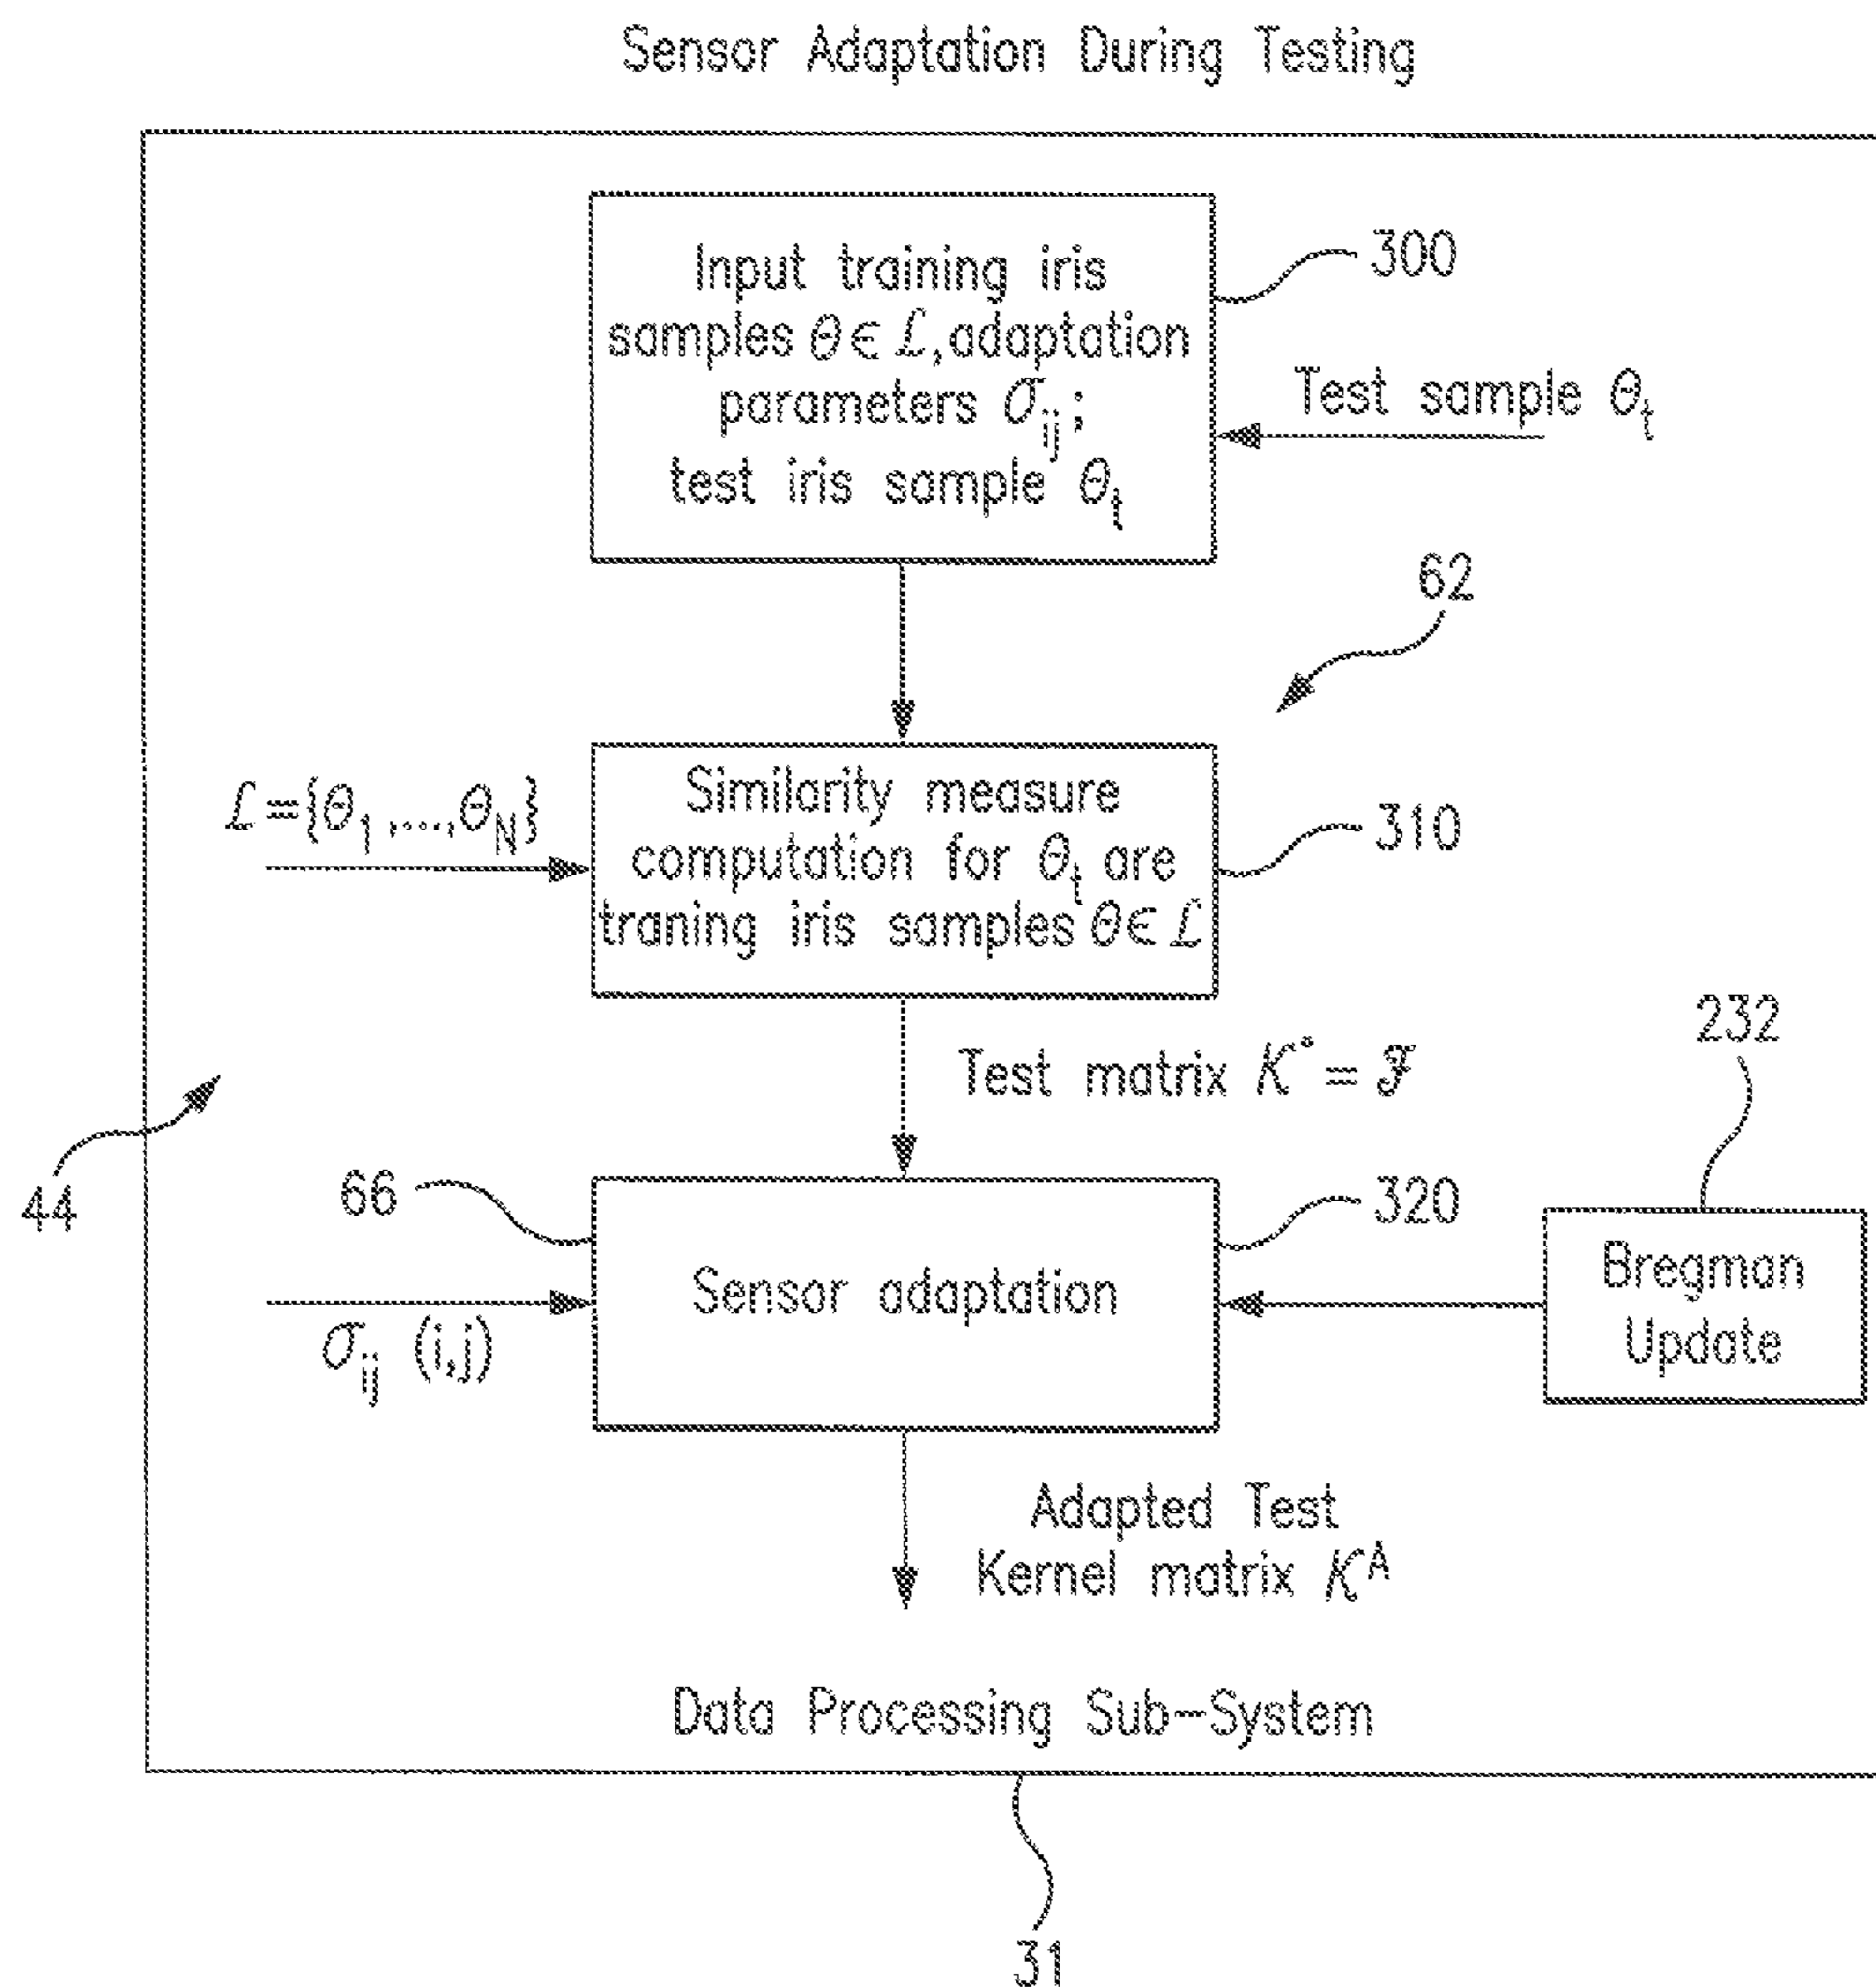 Sensor Adaptation During Testing
Input training iris
samples Θ∈ℒ, adaptation
parameters σij;
test iris sample Θt
300
Test sample Θt
62
ℒ={Θ1,...,ΘN}
Similarity measure
computation for Θt are
traning iris samples Θ∈ℒ
310
Test matrix K° = ℱ
232
44
66
320
Sensor adaptation
σij (i,j)
Bregman
Update
Adapted Test
Kernel matrix K^A
Data Processing Sub-System
31